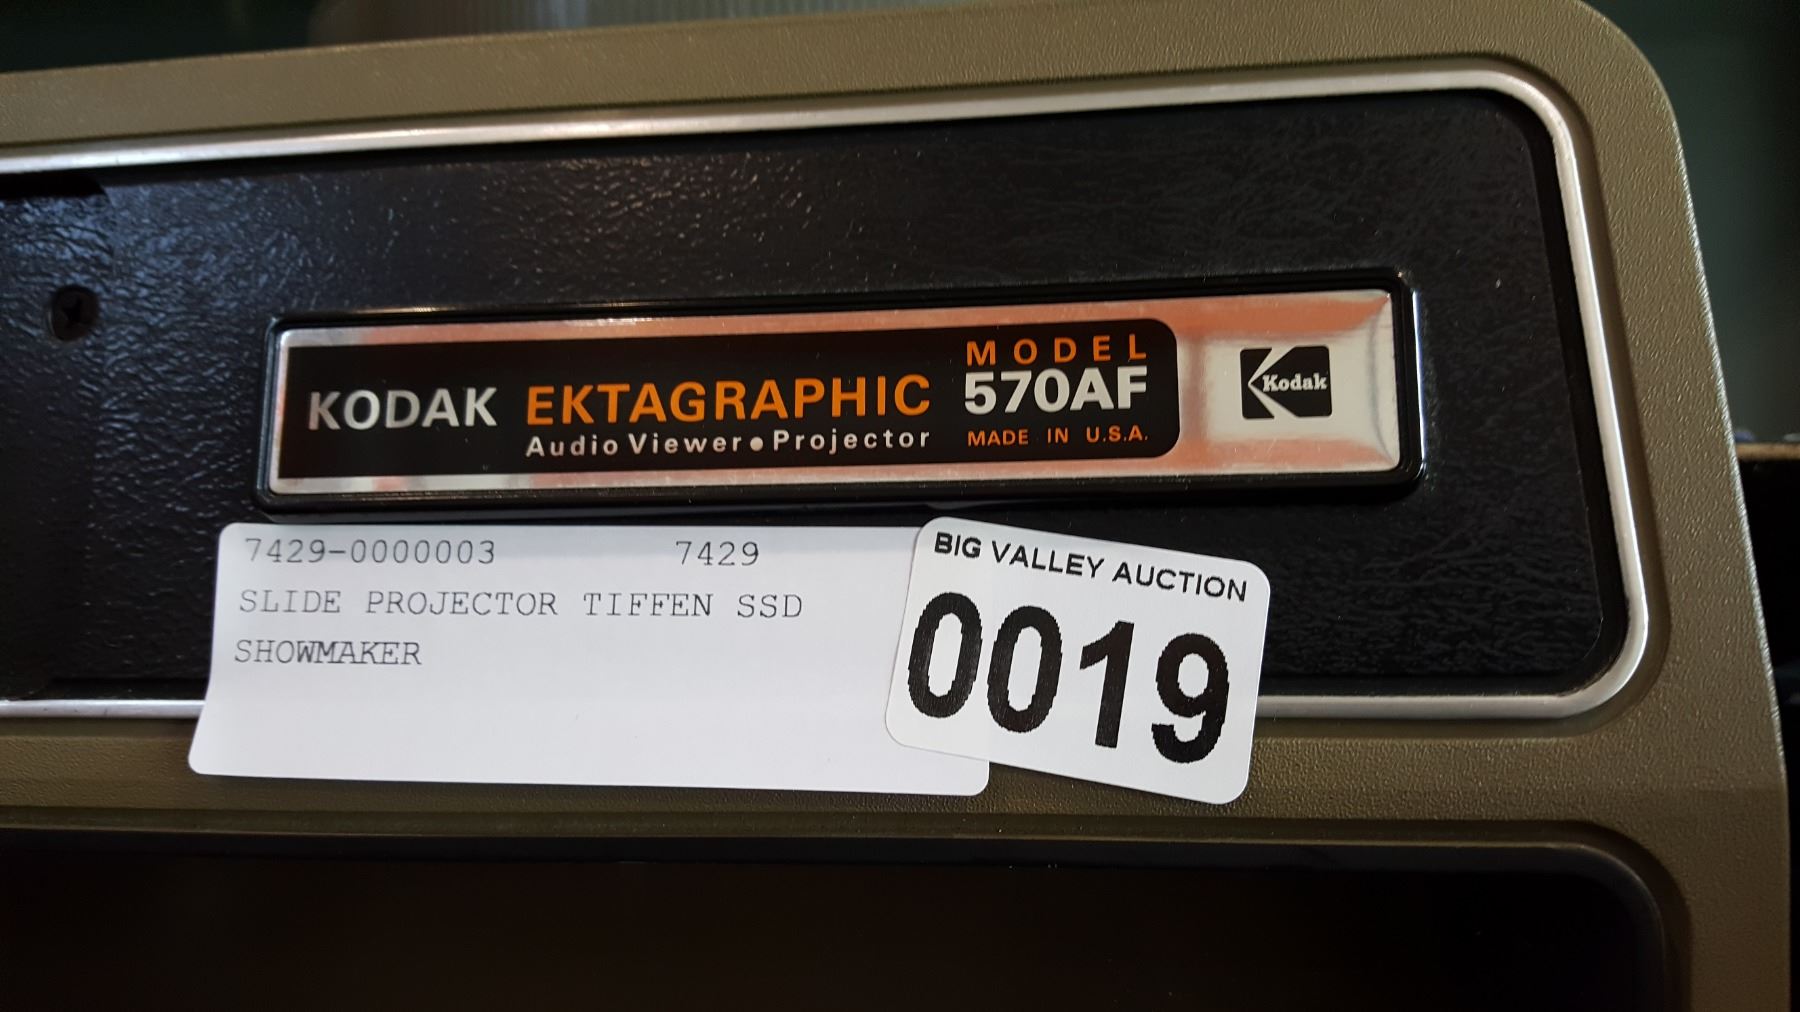 KODAK EKTAGRAPHIC
Audio Viewer●Projector
MODEL
570AF
MADE IN U.S.A.
Kodak
7429-0000003 7429
SLIDE PROJECTOR TIFFEN SSD
SHOWMAKER
BIG VALLEY AUCTION
0019